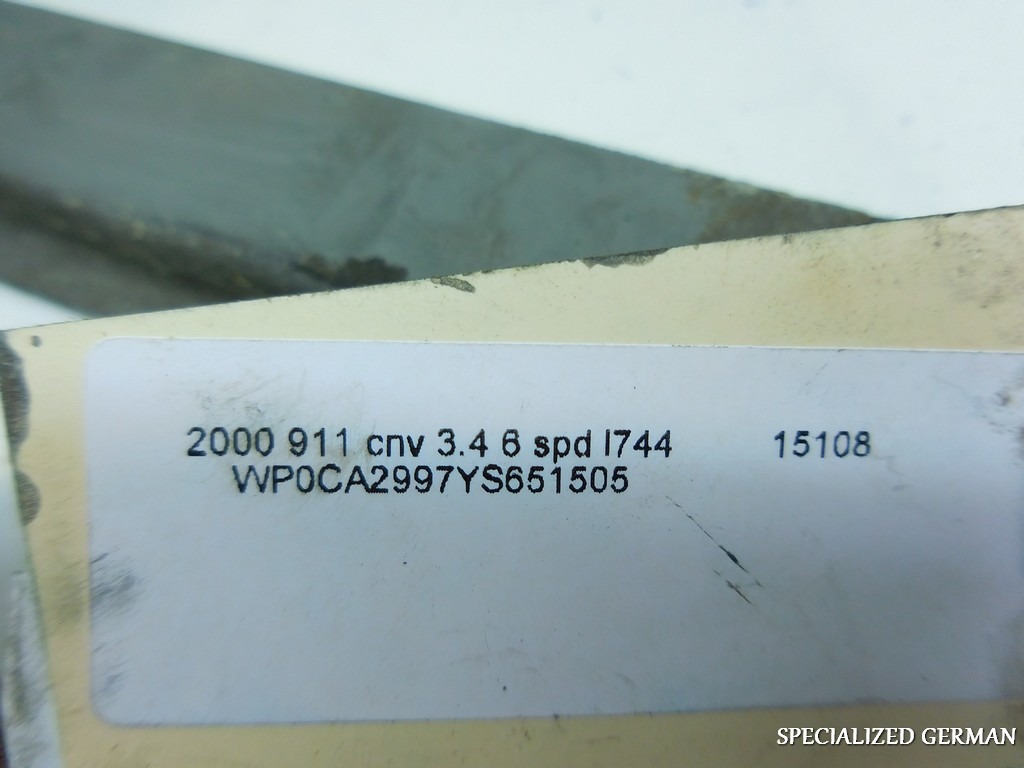 2000 911 cnv 3.4 6 spd l744 15108
WP0CA2997YS651505
SPECIALIZED GERMAN